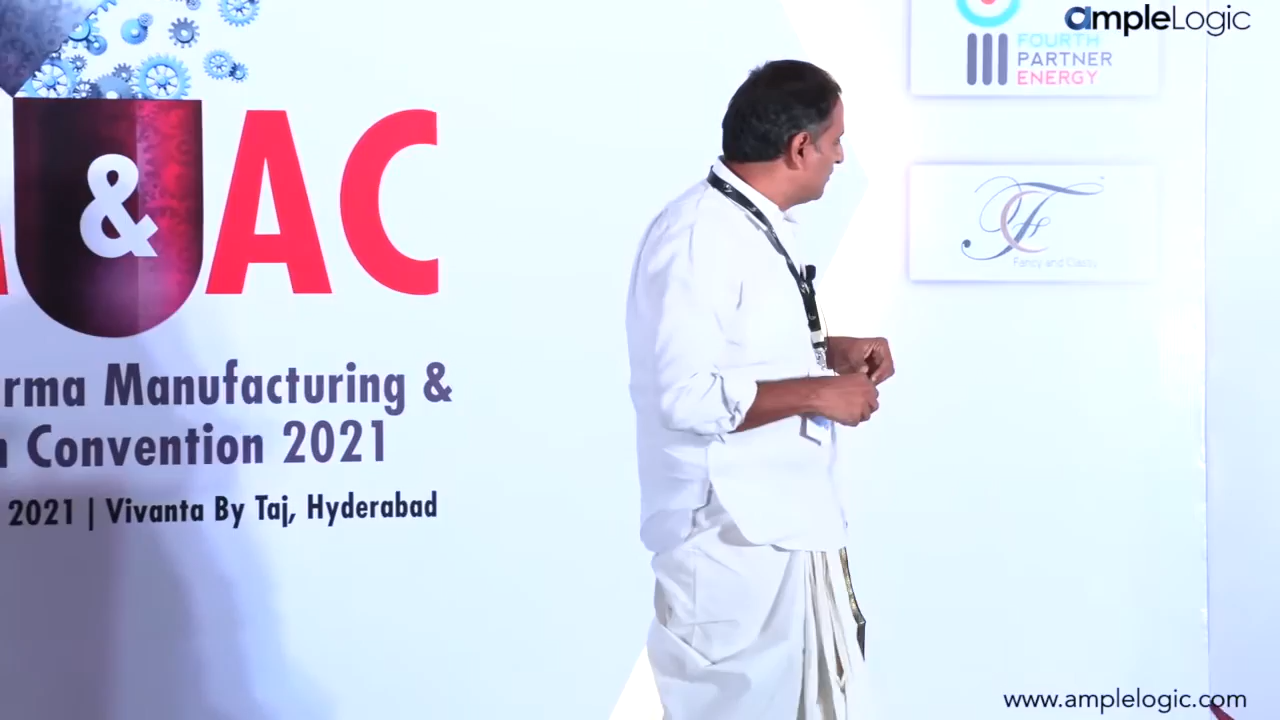 ampleLogic
FOURTH
PARTNER
ENERGY
& AC
Fancy and Classy
rma Manufacturing &
n Convention 2021
2021 | Vivanta By Taj, Hyderabad
www.amplelogic.com